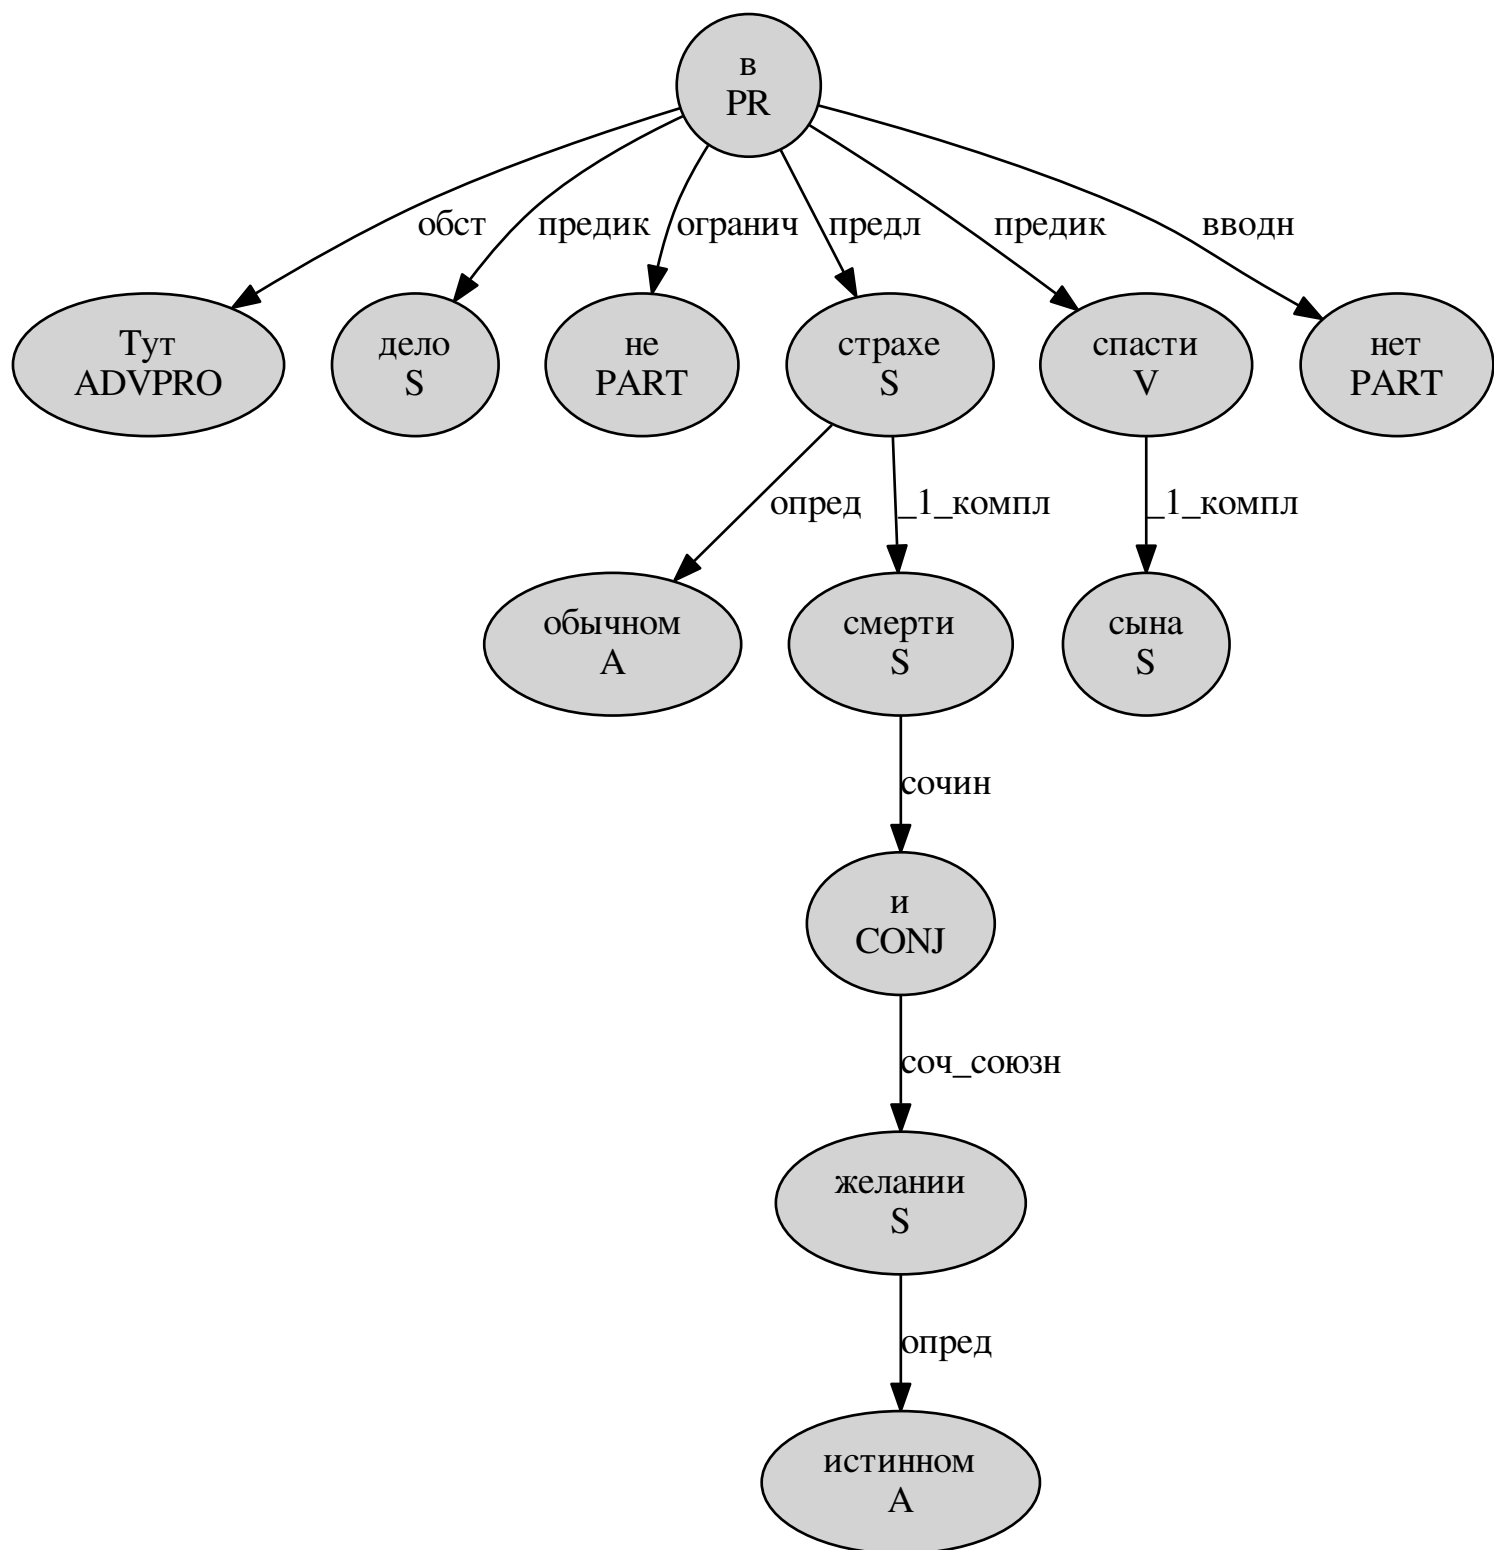 в
PR
обст
предик
огранич
предл
предик
вводн
Тут
ADVPRO
дело
S
не
PART
страхе
S
спасти
V
нет
PART
опред
_1_компл
_1_компл
обычном
A
смерти
S
сына
S
сочин
и
CONJ
соч_союзн
желании
S
опред
истинном
A